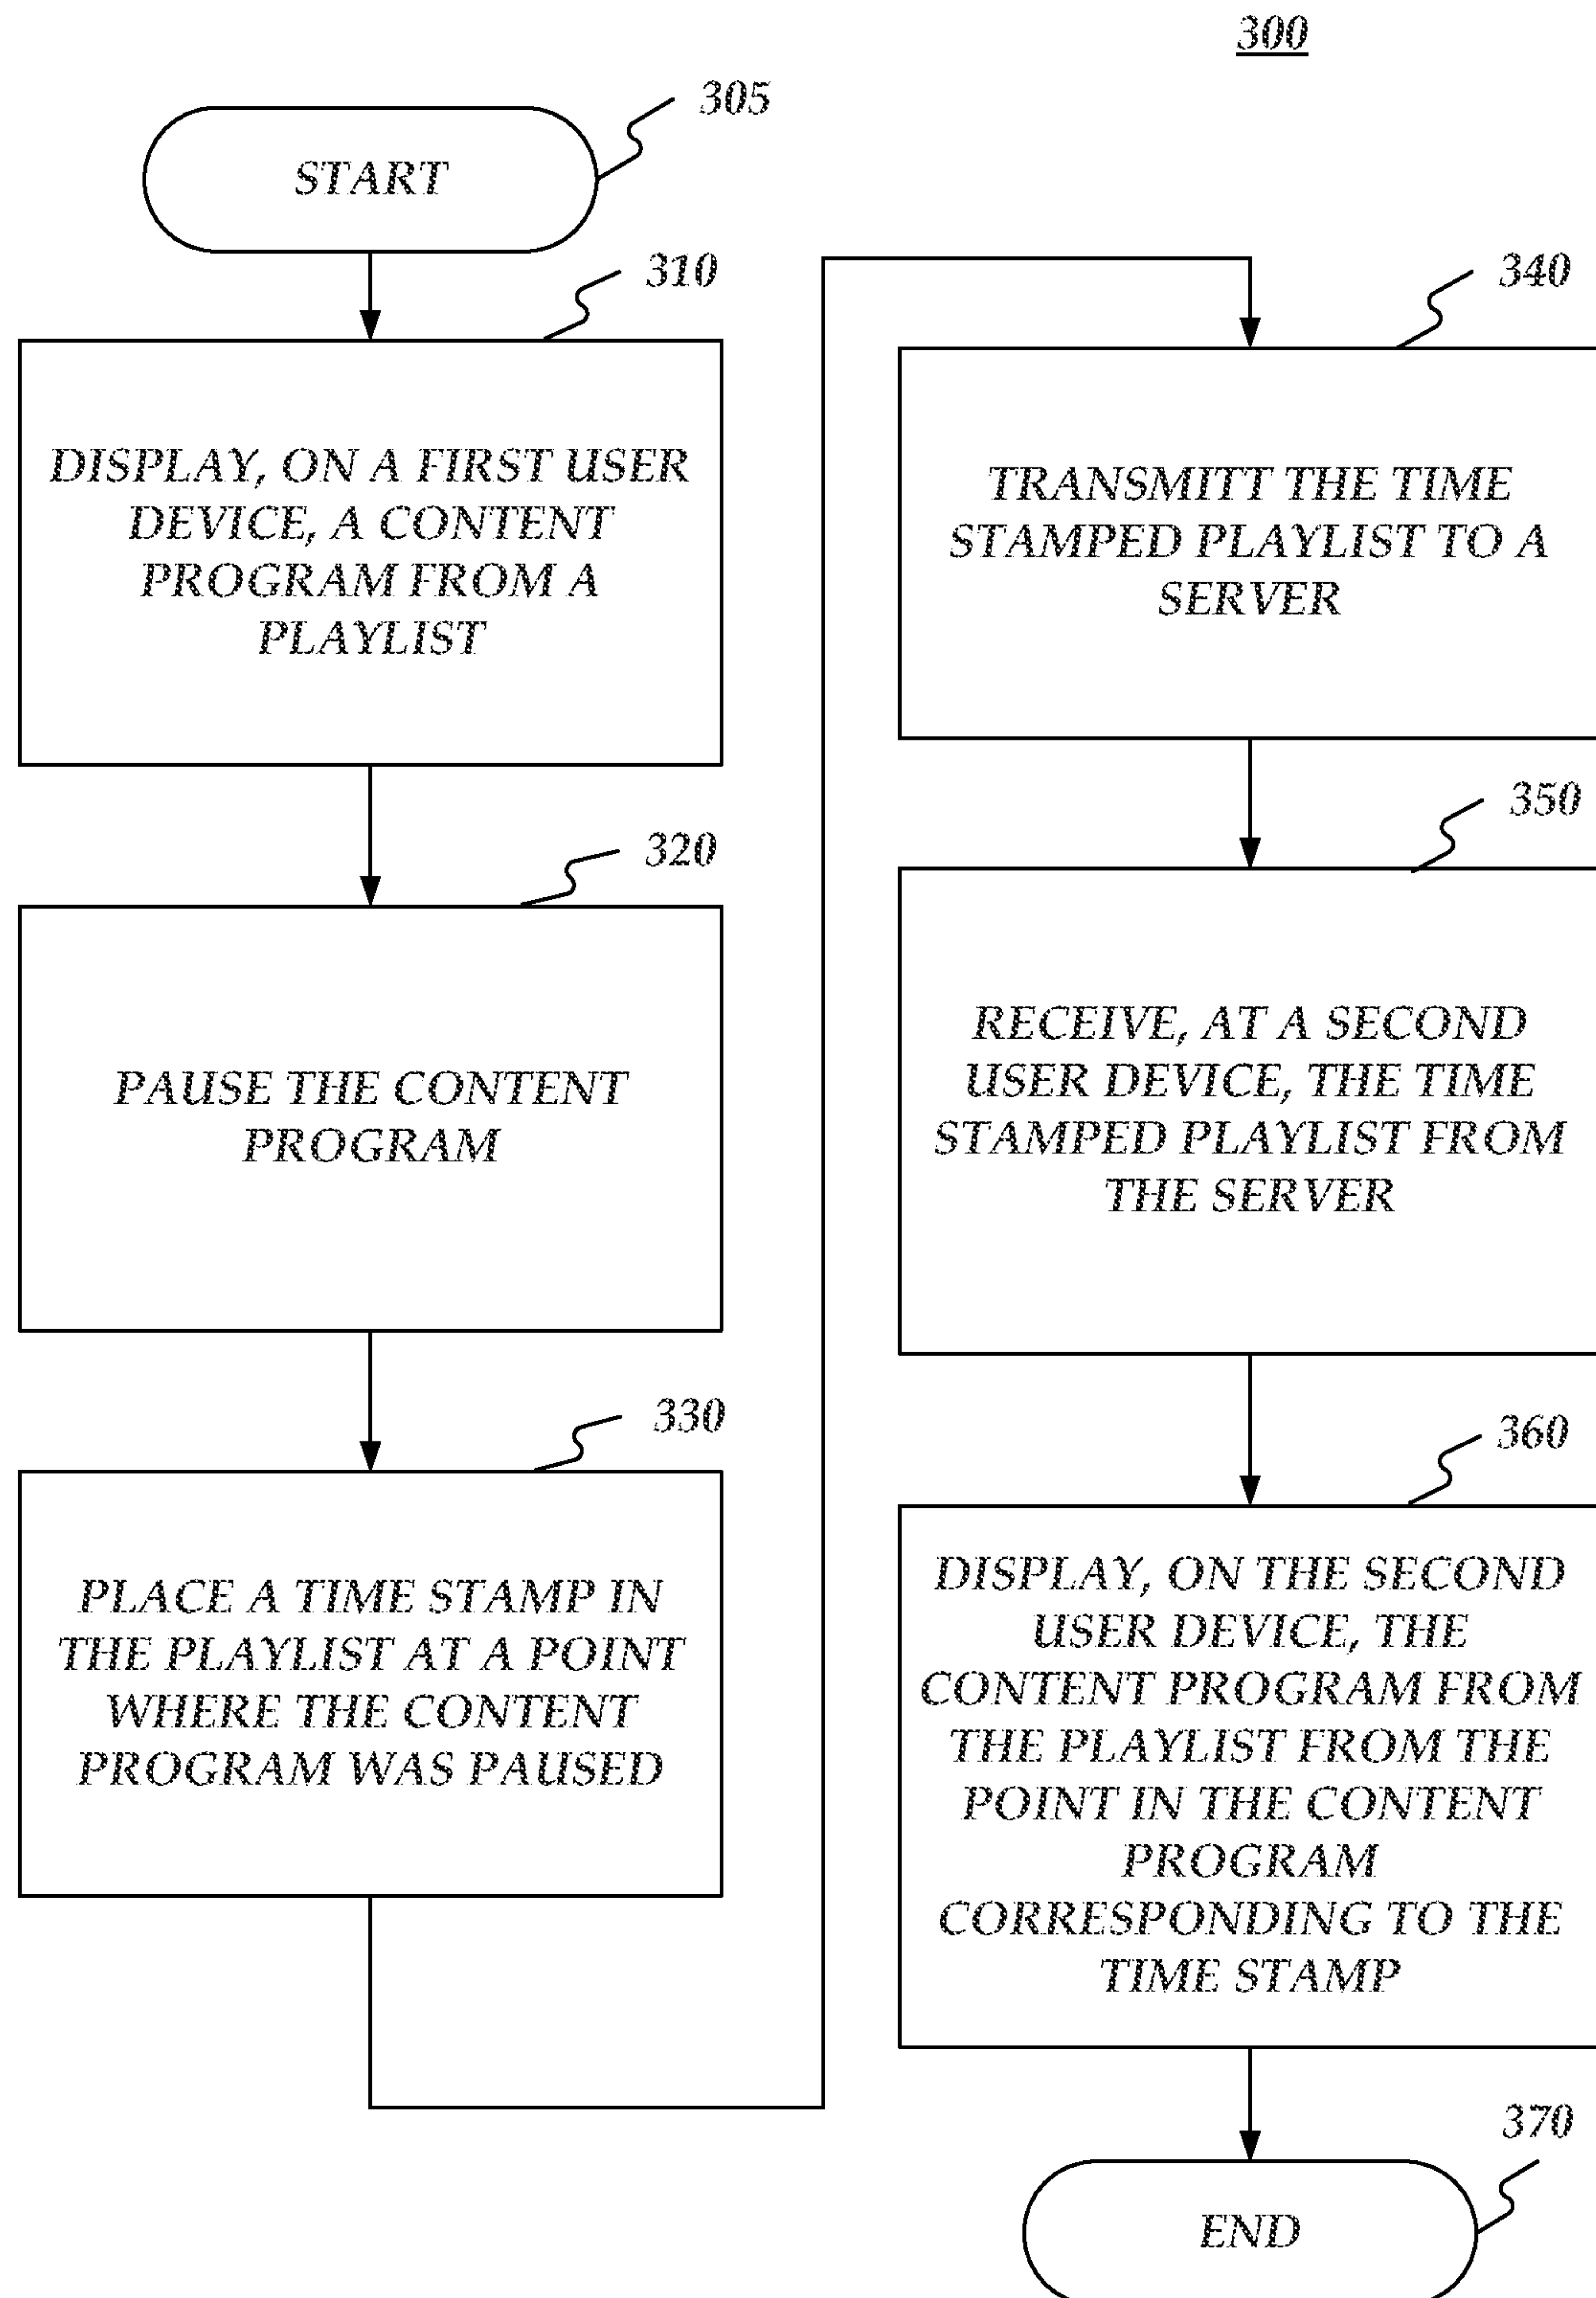 300
305
START
310
DISPLAY, ON A FIRST USER
DEVICE, A CONTENT
PROGRAM FROM A
PLAYLIST
320
PAUSE THE CONTENT
PROGRAM
330
PLACE A TIME STAMP IN
THE PLAYLIST AT A POINT
WHERE THE CONTENT
PROGRAM WAS PAUSED
340
TRANSMITT THE TIME
STAMPED PLAYLIST TO A
SERVER
350
RECEIVE, AT A SECOND
USER DEVICE, THE TIME
STAMPED PLAYLIST FROM
THE SERVER
360
DISPLAY, ON THE SECOND
USER DEVICE, THE
CONTENT PROGRAM FROM
THE PLAYLIST FROM THE
POINT IN THE CONTENT
PROGRAM
CORRESPONDING TO THE
TIME STAMP
370
END